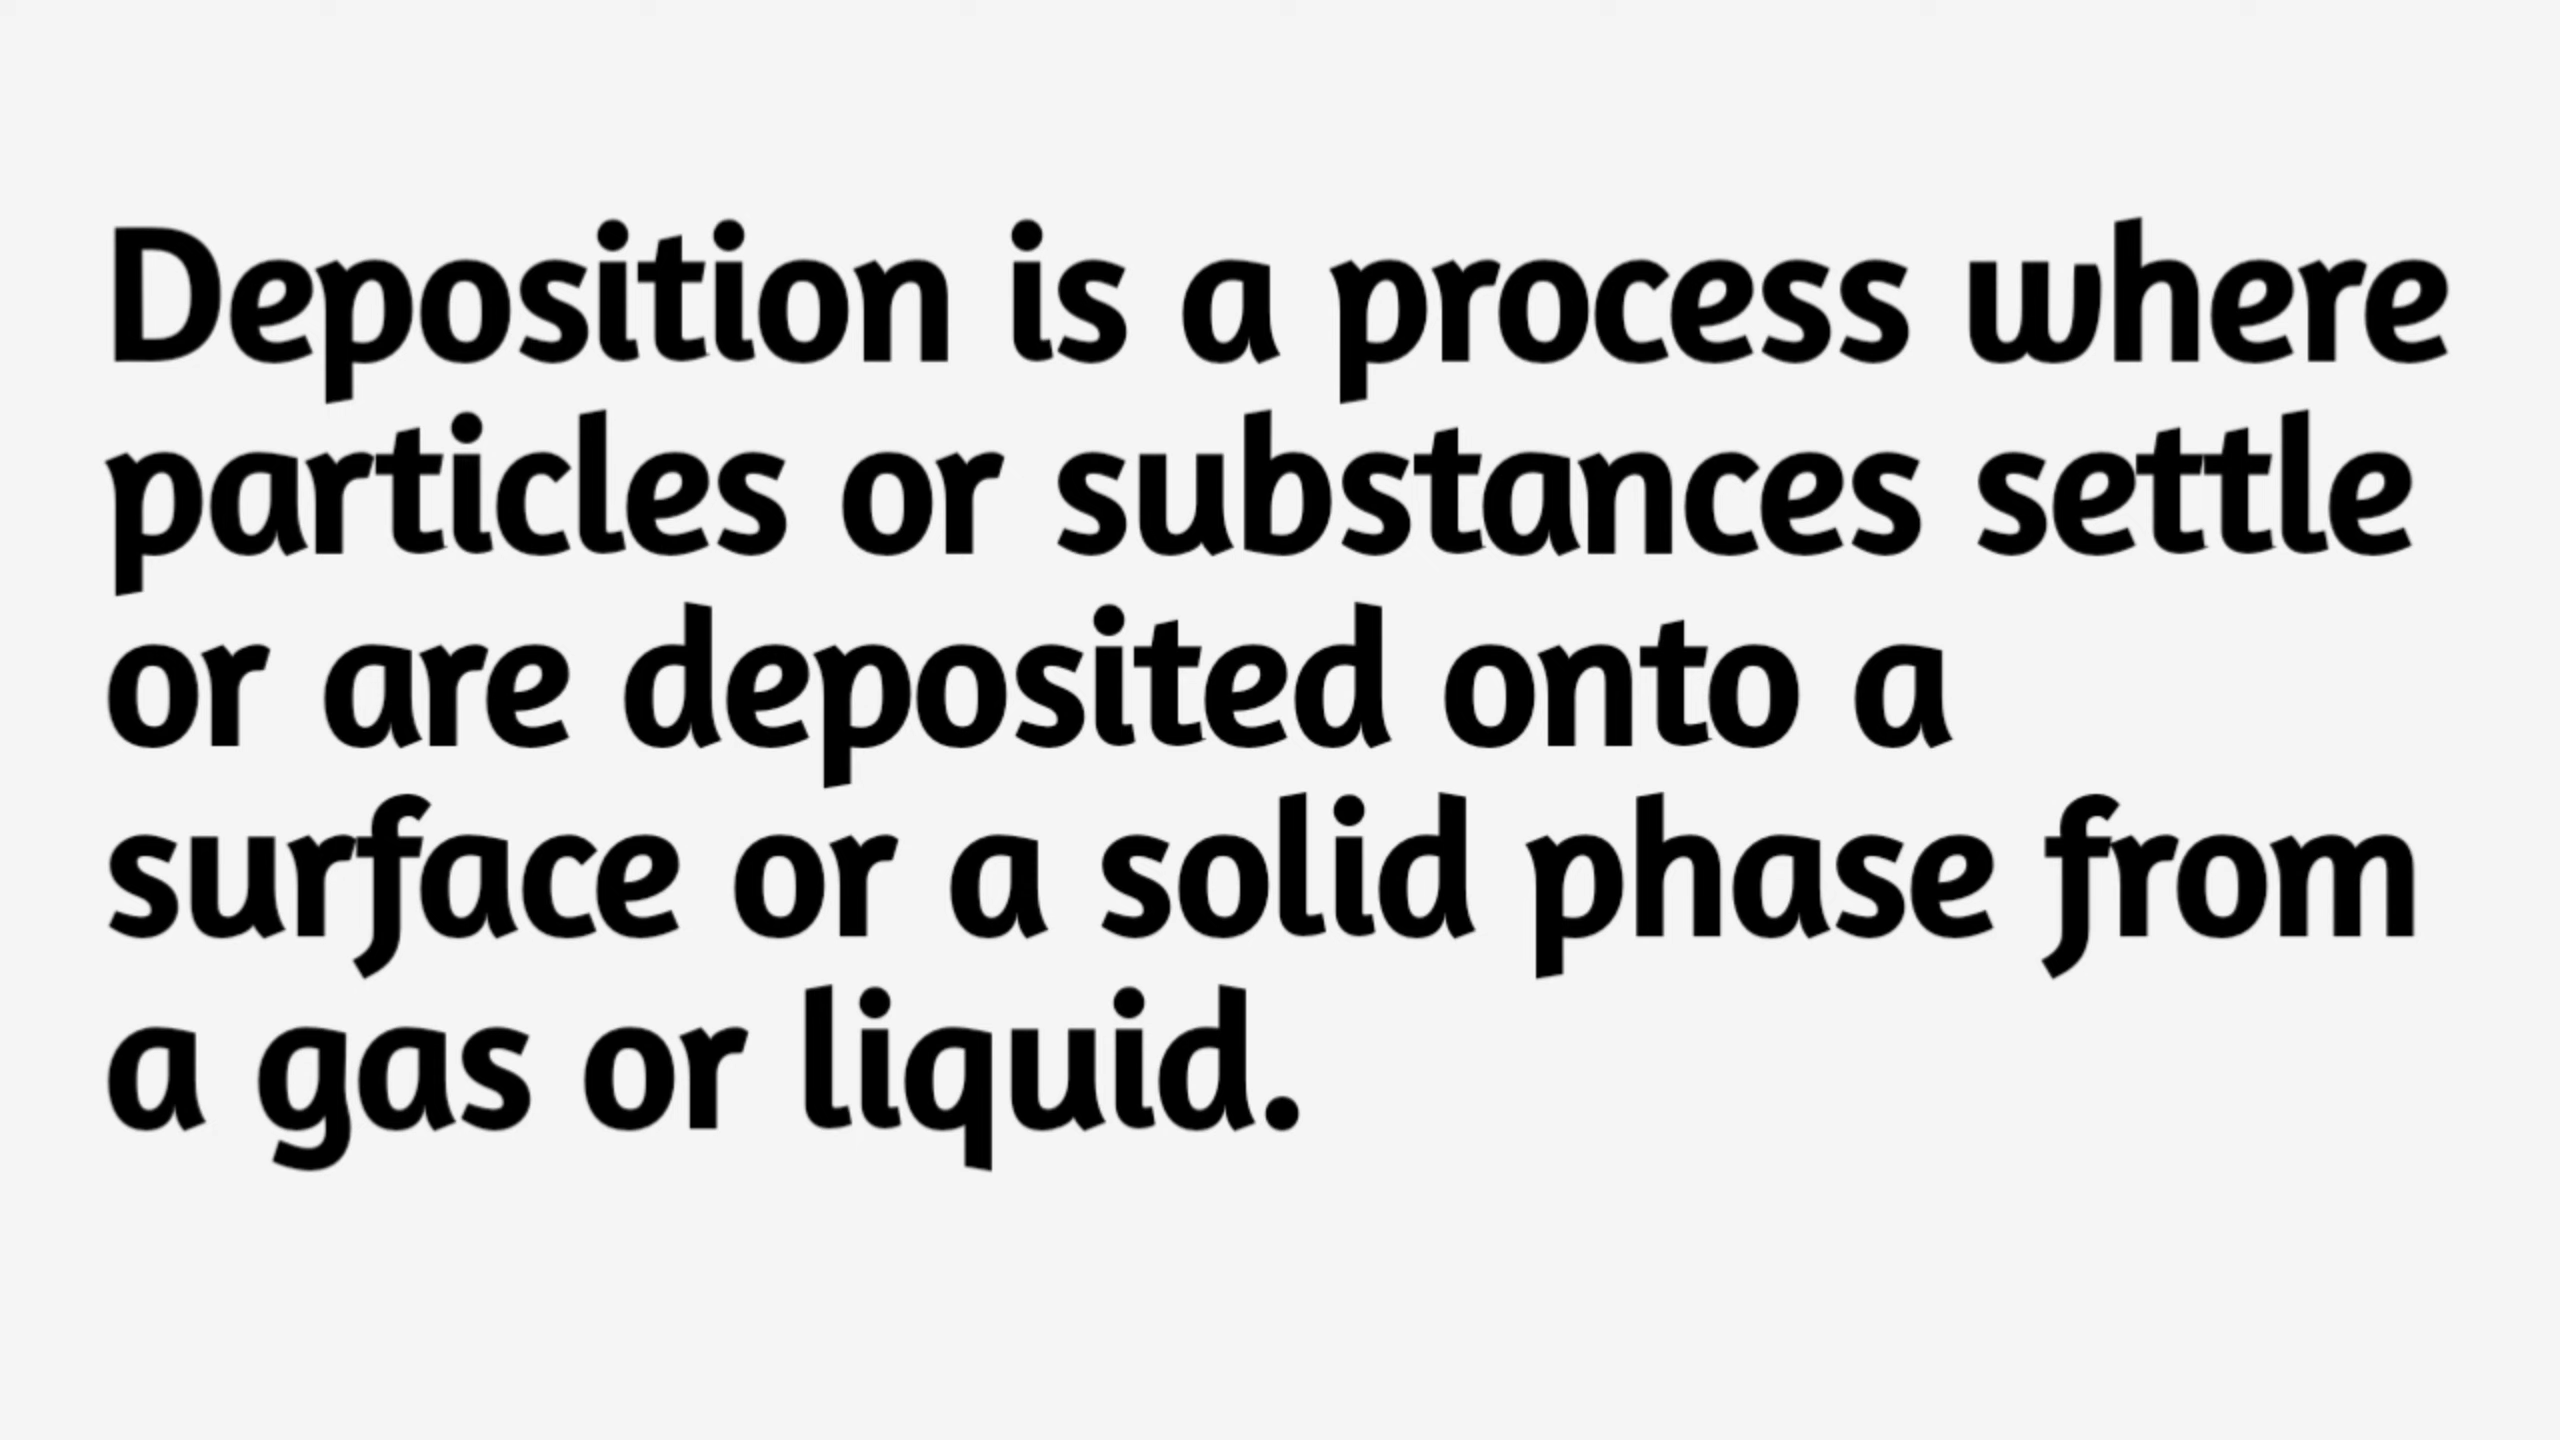 Deposition is a process where
particles or substances settle
or are deposited onto a
surface or a solid phase from
a gas or liquid.